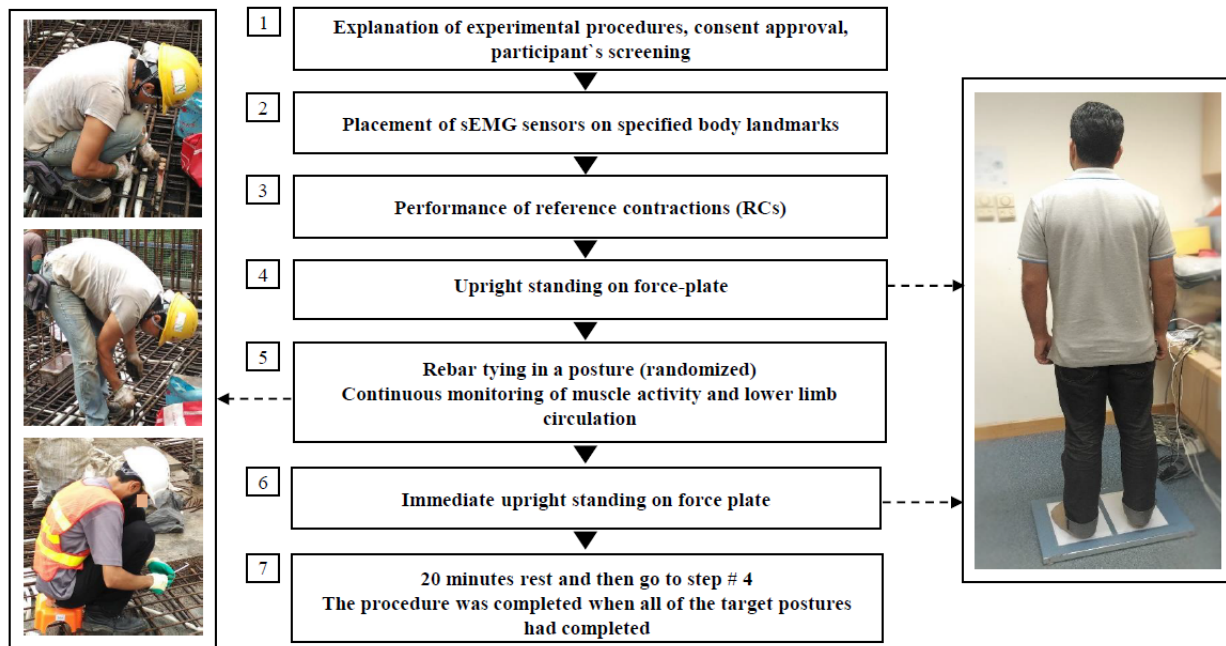 1
Explanation of experimental procedures, consent approval,
participant`s screening
2
Placement of sEMG sensors on specified body landmarks
3
Performance of reference contractions (RCs)
4
Upright standing on force-plate
5
Rebar tying in a posture (randomized)
Continuous monitoring of muscle activity and lower limb
circulation
6
Immediate upright standing on force plate
7
20 minutes rest and then go to step # 4
The procedure was completed when all of the target postures
had completed